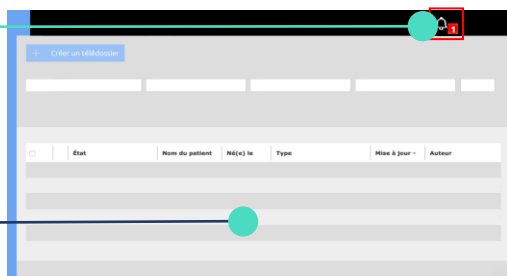 1
+ Créer un télédossier
État Nom du patient Né(e) le Type Mise à jour Auteur